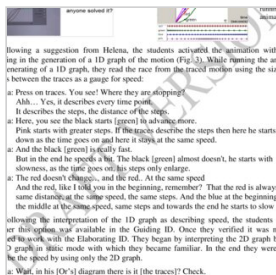 anyone solved it?
llowing a suggestion from Helena, the students activated the animation with
ing in the generation of a 1D graph of the motion (Fig. 3). While running the an
enerating of a 1D graph, they read the race from the traced motion using the siz
s between the traces as a gauge for speed:
a: Press on traces. You see! Where they are stopping?
Ahh… Yes, it describes every time point.
It describes the steps, the distance of the steps.
a: Here, you see the black starts [green] to advance more.
Pink starts with greater steps. If the traces describe the steps then here he starts
down as the time goes on and here it stays at the same speed.
a: And the black [green] is really fast.
But in the end he speeds a bit. The black [green] almost doesn't, he starts with
slowness, as the time goes on, his steps only enlarge.
a: The red doesn't change,, and the red.. At the same speed
And the red, like I told you in the beginning, remember? That the red is alway
same distance, at the same speed, the same steps. And the blue at the beginning
the middle at the same speed, same steps and towards the end he starts to slow
ollowing the interpretation of the 1D graph as describing speed, the students
er this option was available in the Guiding ID. Once they verified it was n
ed to work with the Elaborating ID. They began by interpreting the 2D graph b
D graph in static mode with which they became familiar. In the end they were
be the speed by using only the 2D graph.
a: Wait, in his [Or's] diagram there is it [the traces]? Check.